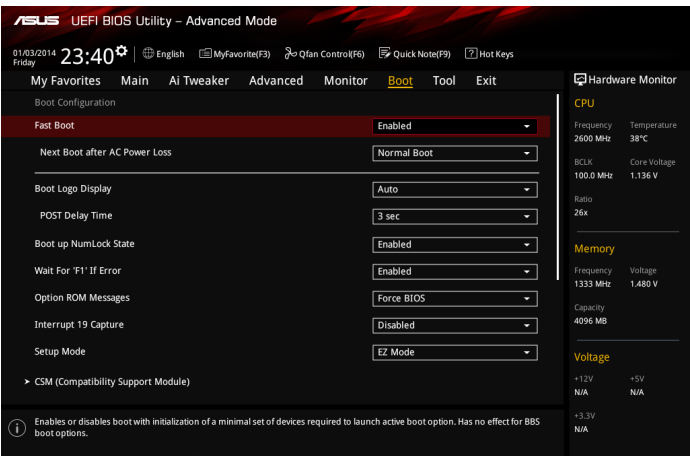 ASUS UEFI BIOS Utility – Advanced Mode
01/03/2014 Friday 23:40 English MyFavorite(F3) Qfan Control(F6) Quick Note(F9) ? Hot Keys
My Favorites Main Ai Tweaker Advanced Monitor Boot Tool Exit
Boot Configuration
Fast Boot Enabled
Next Boot after AC Power Loss Normal Boot
Boot Logo Display Auto
POST Delay Time 3 sec
Boot up NumLock State Enabled
Wait For 'F1' If Error Enabled
Option ROM Messages Force BIOS
Interrupt 19 Capture Disabled
Setup Mode EZ Mode
> CSM (Compatibility Support Module)
i Enables or disables boot with initialization of a minimal set of devices required to launch active boot option. Has no effect for BBS
boot options.
Hardware Monitor
CPU
Frequency Temperature
2600 MHz 38°C
BCLK Core Voltage
100.0 MHz 1.136 V
Ratio
26x
Memory
Frequency Voltage
1333 MHz 1.480 V
Capacity
4096 MB
Voltage
+12V +5V
N/A N/A
+3.3V
N/A